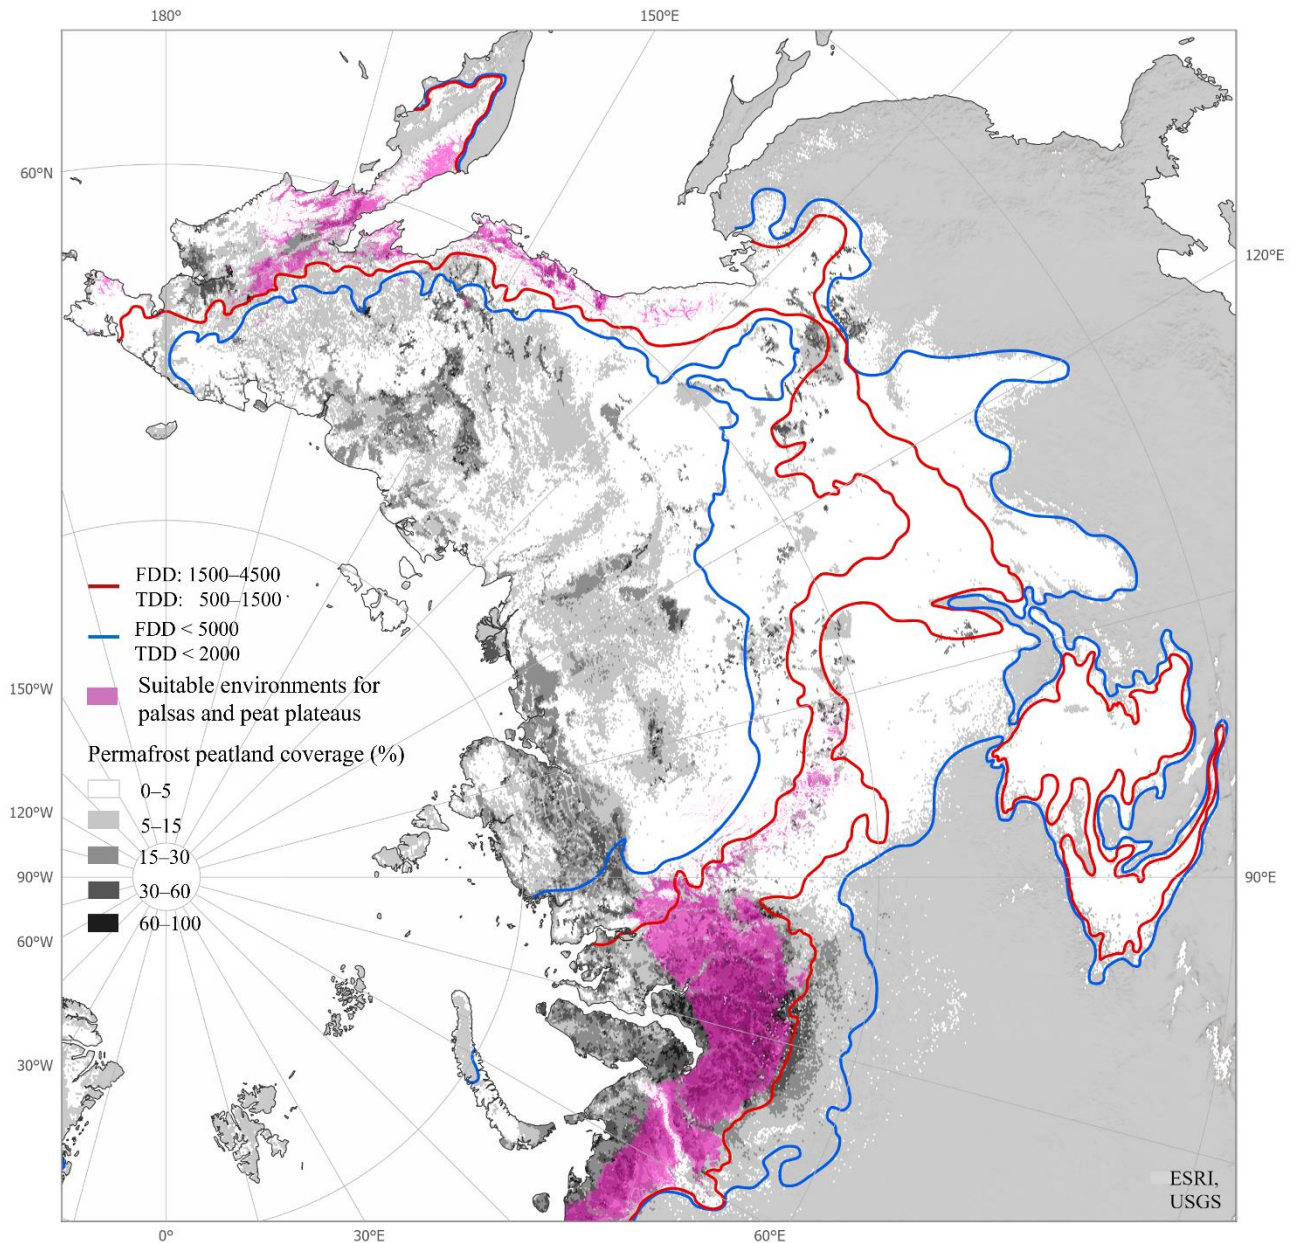 180°
150°E
60°N
120°E
FDD: 1500–4500
TDD: 500–1500
FDD < 5000
TDD < 2000
150°W
Suitable environments for
palsas and peat plateaus
Permafrost peatland coverage (%)
0–5
120°W
5–15
15–30
90°W
90°E
30–60
60–100
60°W
30°W
ESRI,
USGS
0°
30°E
60°E